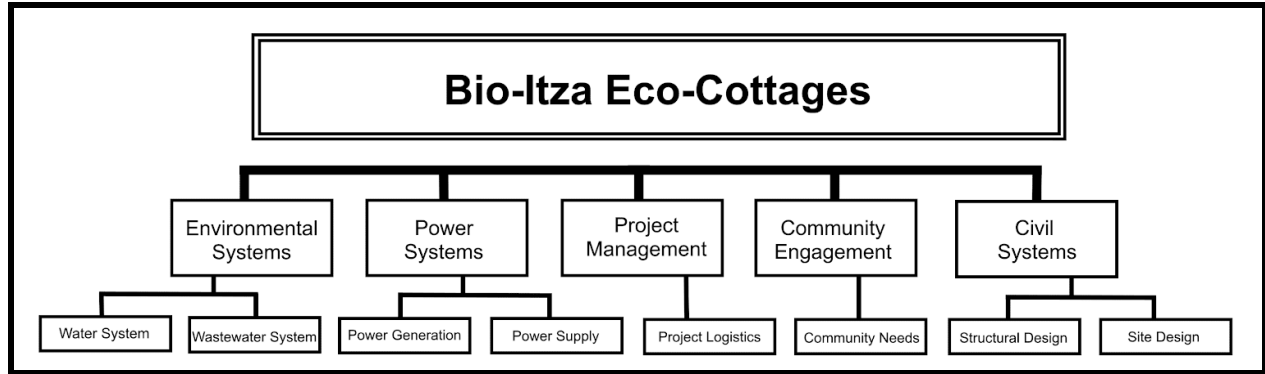 Bio-Itza Eco-Cottages
Environmental
Systems
Power
Systems
Project
Management
Community
Engagement
Civil
Systems
Water System
Wastewater System
Power Generation
Power Supply
Project Logistics
Community Needs
Structural Design
Site Design